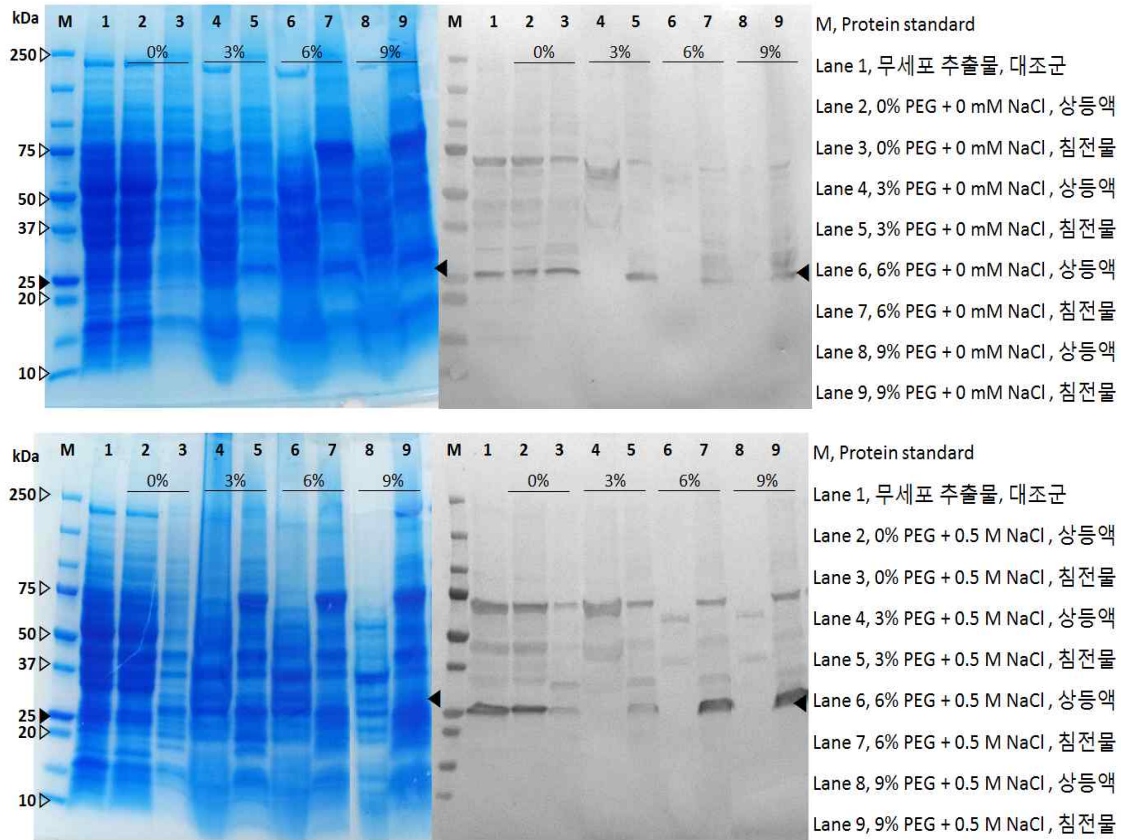 kDa M 1 2 3 4 5 6 7 8 9 M 1 2 3 4 5 6 7 8 9 M, Protein standard
0% 3% 6% 9% 0% 3% 6% 9%
250
75
50
37
25
20
10
Lane 1, 무세포 추출물, 대조군
Lane 2, 0% PEG + 0 mM NaCl , 상등액
Lane 3, 0% PEG + 0 mM NaCl , 침전물
Lane 4, 3% PEG + 0 mM NaCl , 상등액
Lane 5, 3% PEG + 0 mM NaCl , 침전물
Lane 6, 6% PEG + 0 mM NaCl , 상등액
Lane 7, 6% PEG + 0 mM NaCl , 침전물
Lane 8, 9% PEG + 0 mM NaCl , 상등액
Lane 9, 9% PEG + 0 mM NaCl , 침전물
kDa M 1 2 3 4 5 6 7 8 9 M 1 2 3 4 5 6 7 8 9 M, Protein standard
0% 3% 6% 9% 0% 3% 6% 9%
250
75
50
37
25
20
10
Lane 1, 무세포 추출물, 대조군
Lane 2, 0% PEG + 0.5 M NaCl , 상등액
Lane 3, 0% PEG + 0.5 M NaCl , 침전물
Lane 4, 3% PEG + 0.5 M NaCl , 상등액
Lane 5, 3% PEG + 0.5 M NaCl , 침전물
Lane 6, 6% PEG + 0.5 M NaCl , 상등액
Lane 7, 6% PEG + 0.5 M NaCl , 침전물
Lane 8, 9% PEG + 0.5 M NaCl , 상등액
Lane 9, 9% PEG + 0.5 M NaCl , 침전물